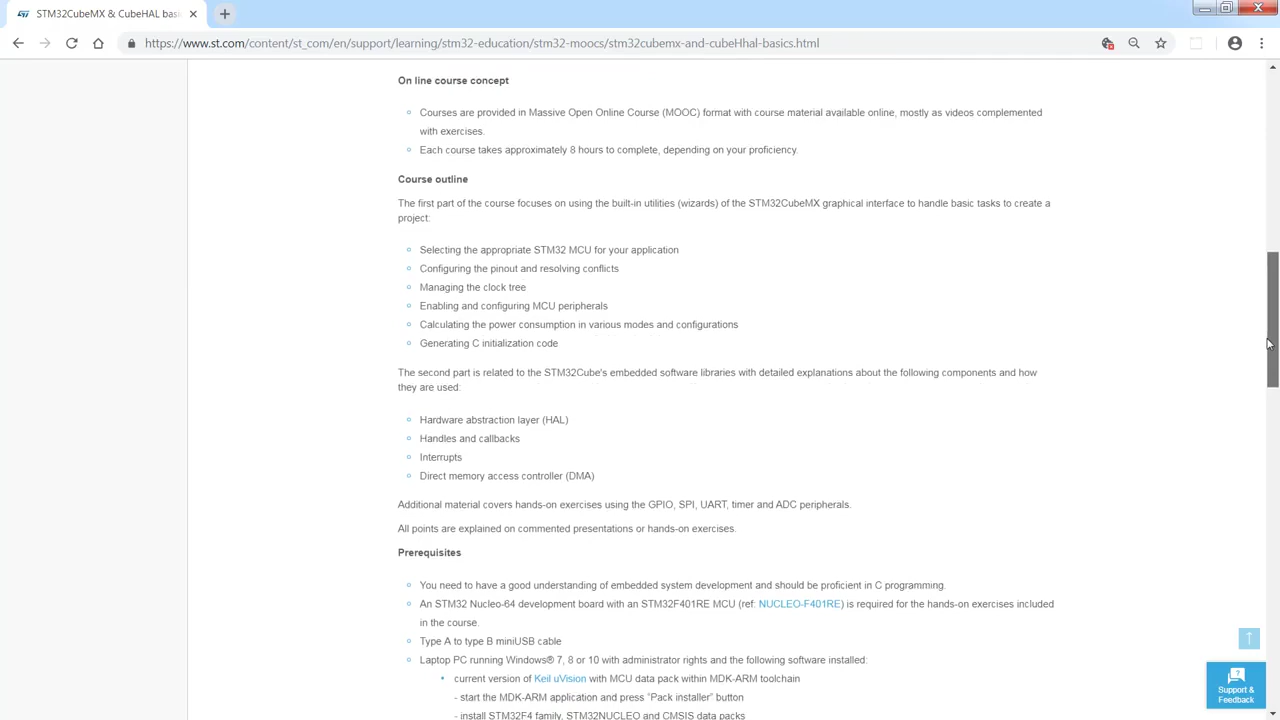 STM32CubeMX & CubeHAL basi
https://www.st.com/content/st_com/en/support/learning/stm32-education/stm32-moocs/stm32cubemx-and-cubeHhal-basics.html
On line course concept
Courses are provided in Massive Open Online Course (MOOC) format with course material available online, mostly as videos complemented
with exercises.
Each course takes approximately 8 hours to complete, depending on your proficiency.
Course outline
The first part of the course focuses on using the built-in utilities (wizards) of the STM32CubeMX graphical interface to handle basic tasks to create a
project:
Selecting the appropriate STM32 MCU for your application
Configuring the pinout and resolving conflicts
Managing the clock tree
Enabling and configuring MCU peripherals
Calculating the power consumption in various modes and configurations
Generating C initialization code
The second part is related to the STM32Cube's embedded software libraries with detailed explanations about the following components and how
they are used:
Hardware abstraction layer (HAL)
Handles and callbacks
Interrupts
Direct memory access controller (DMA)
Additional material covers hands-on exercises using the GPIO, SPI, UART, timer and ADC peripherals.
All points are explained on commented presentations or hands-on exercises.
Prerequisites
You need to have a good understanding of embedded system development and should be proficient in C programming.
An STM32 Nucleo-64 development board with an STM32F401RE MCU (ref: NUCLEO-F401RE) is required for the hands-on exercises included
in the course.
Type A to type B miniUSB cable
Laptop PC running Windows® 7, 8 or 10 with administrator rights and the following software installed:
current version of Keil uVision with MCU data pack within MDK-ARM toolchain
- start the MDK-ARM application and press “Pack installer” button
- install STM32F4 family, STM32NUCLEO and CMSIS data packs
Support &
Feedback